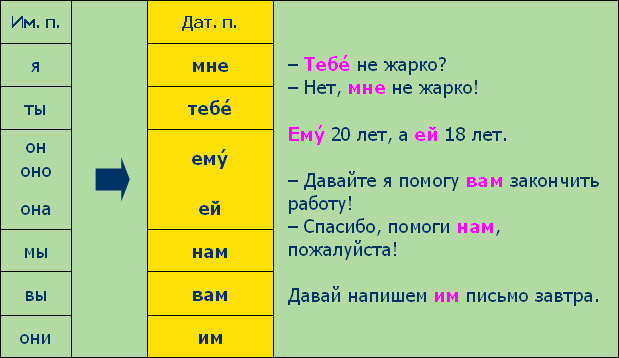 Им. п.
Дат. п.
я
мне
ты
тебе́
он
оно
ему́
она
ей
мы
нам
вы
вам
они
им
– Тебе́ не жарко?
– Нет, мне не жарко!
Ему́ 20 лет, а ей 18 лет.
– Давайте я помогу вам закончить
работу!
– Спасибо, помоги нам,
пожалуйста!
Давай напишем им письмо завтра.